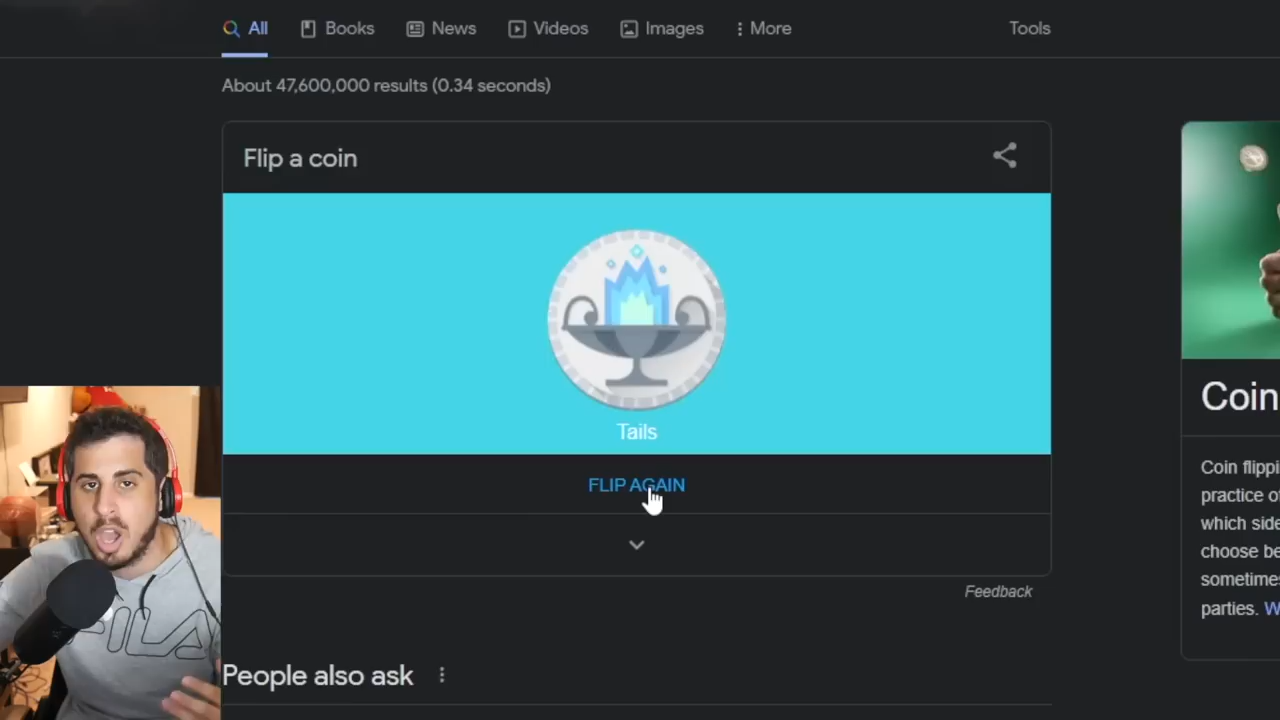 All
Books
News
Videos
Images
More
Tools
About 47,600,000 results (0.34 seconds)
Flip a coin
Tails
FLIP AGAIN
Feedback
People also ask
Coin
Coin flippi
practice o
which side
choose be
sometimes
parties. W
FILA